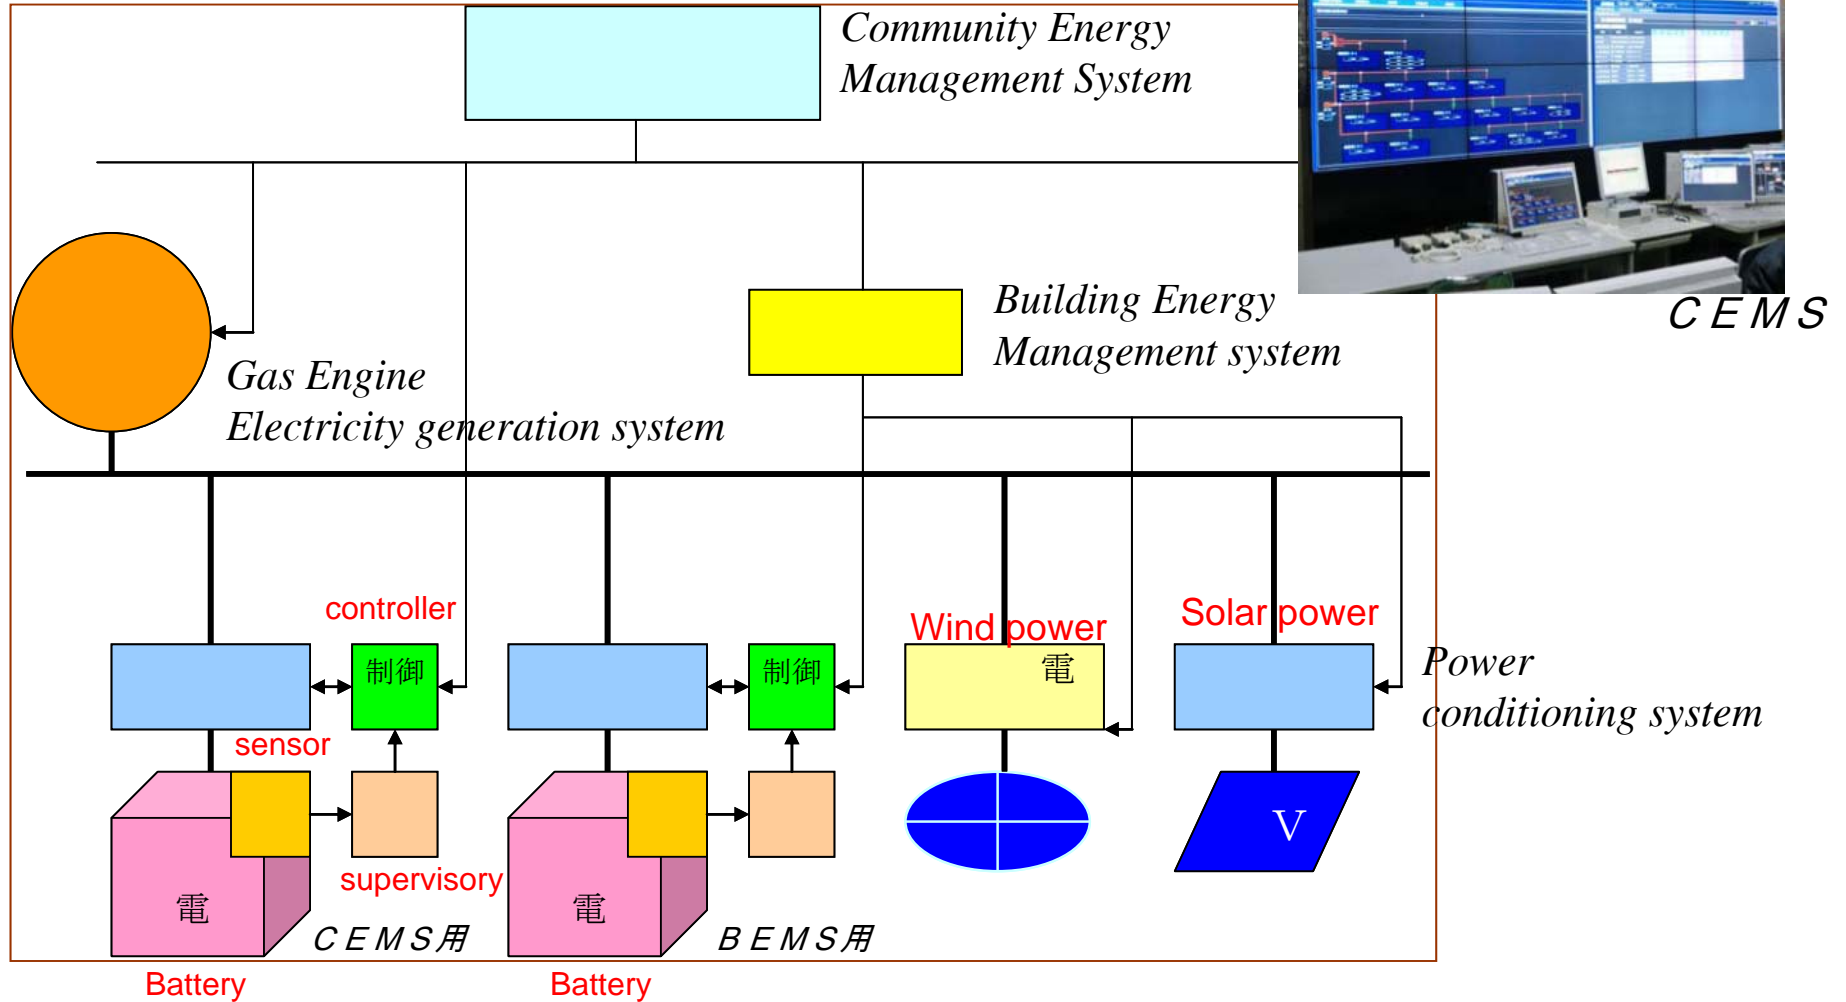 Community Energy
Management System
CEMS
Building Energy
Management system
Gas Engine
Electricity generation system
controller
Wind power
Solar power
制御
制御
電
Power
conditioning system
sensor
V
supervisory
電
電
CEMS用
BEMS用
Battery
Battery